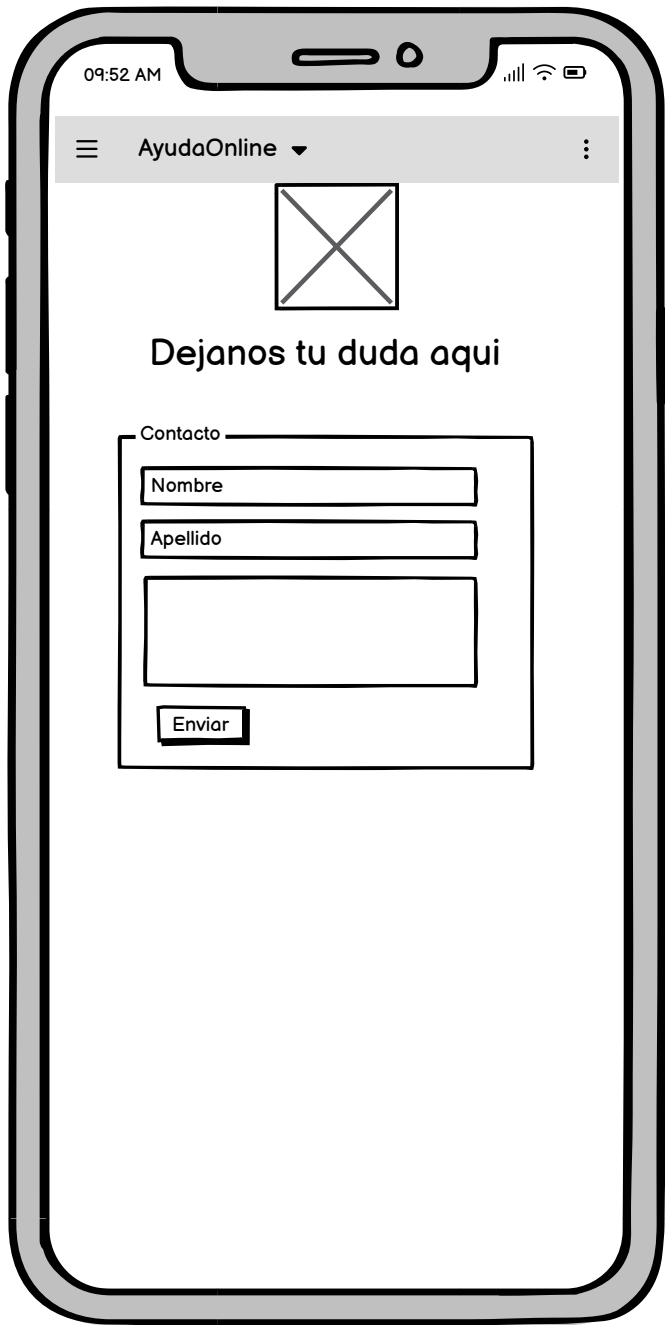 09:52 AM
AyudaOnline
Dejanos tu duda aqui
Contacto
Nombre
Apellido
Enviar